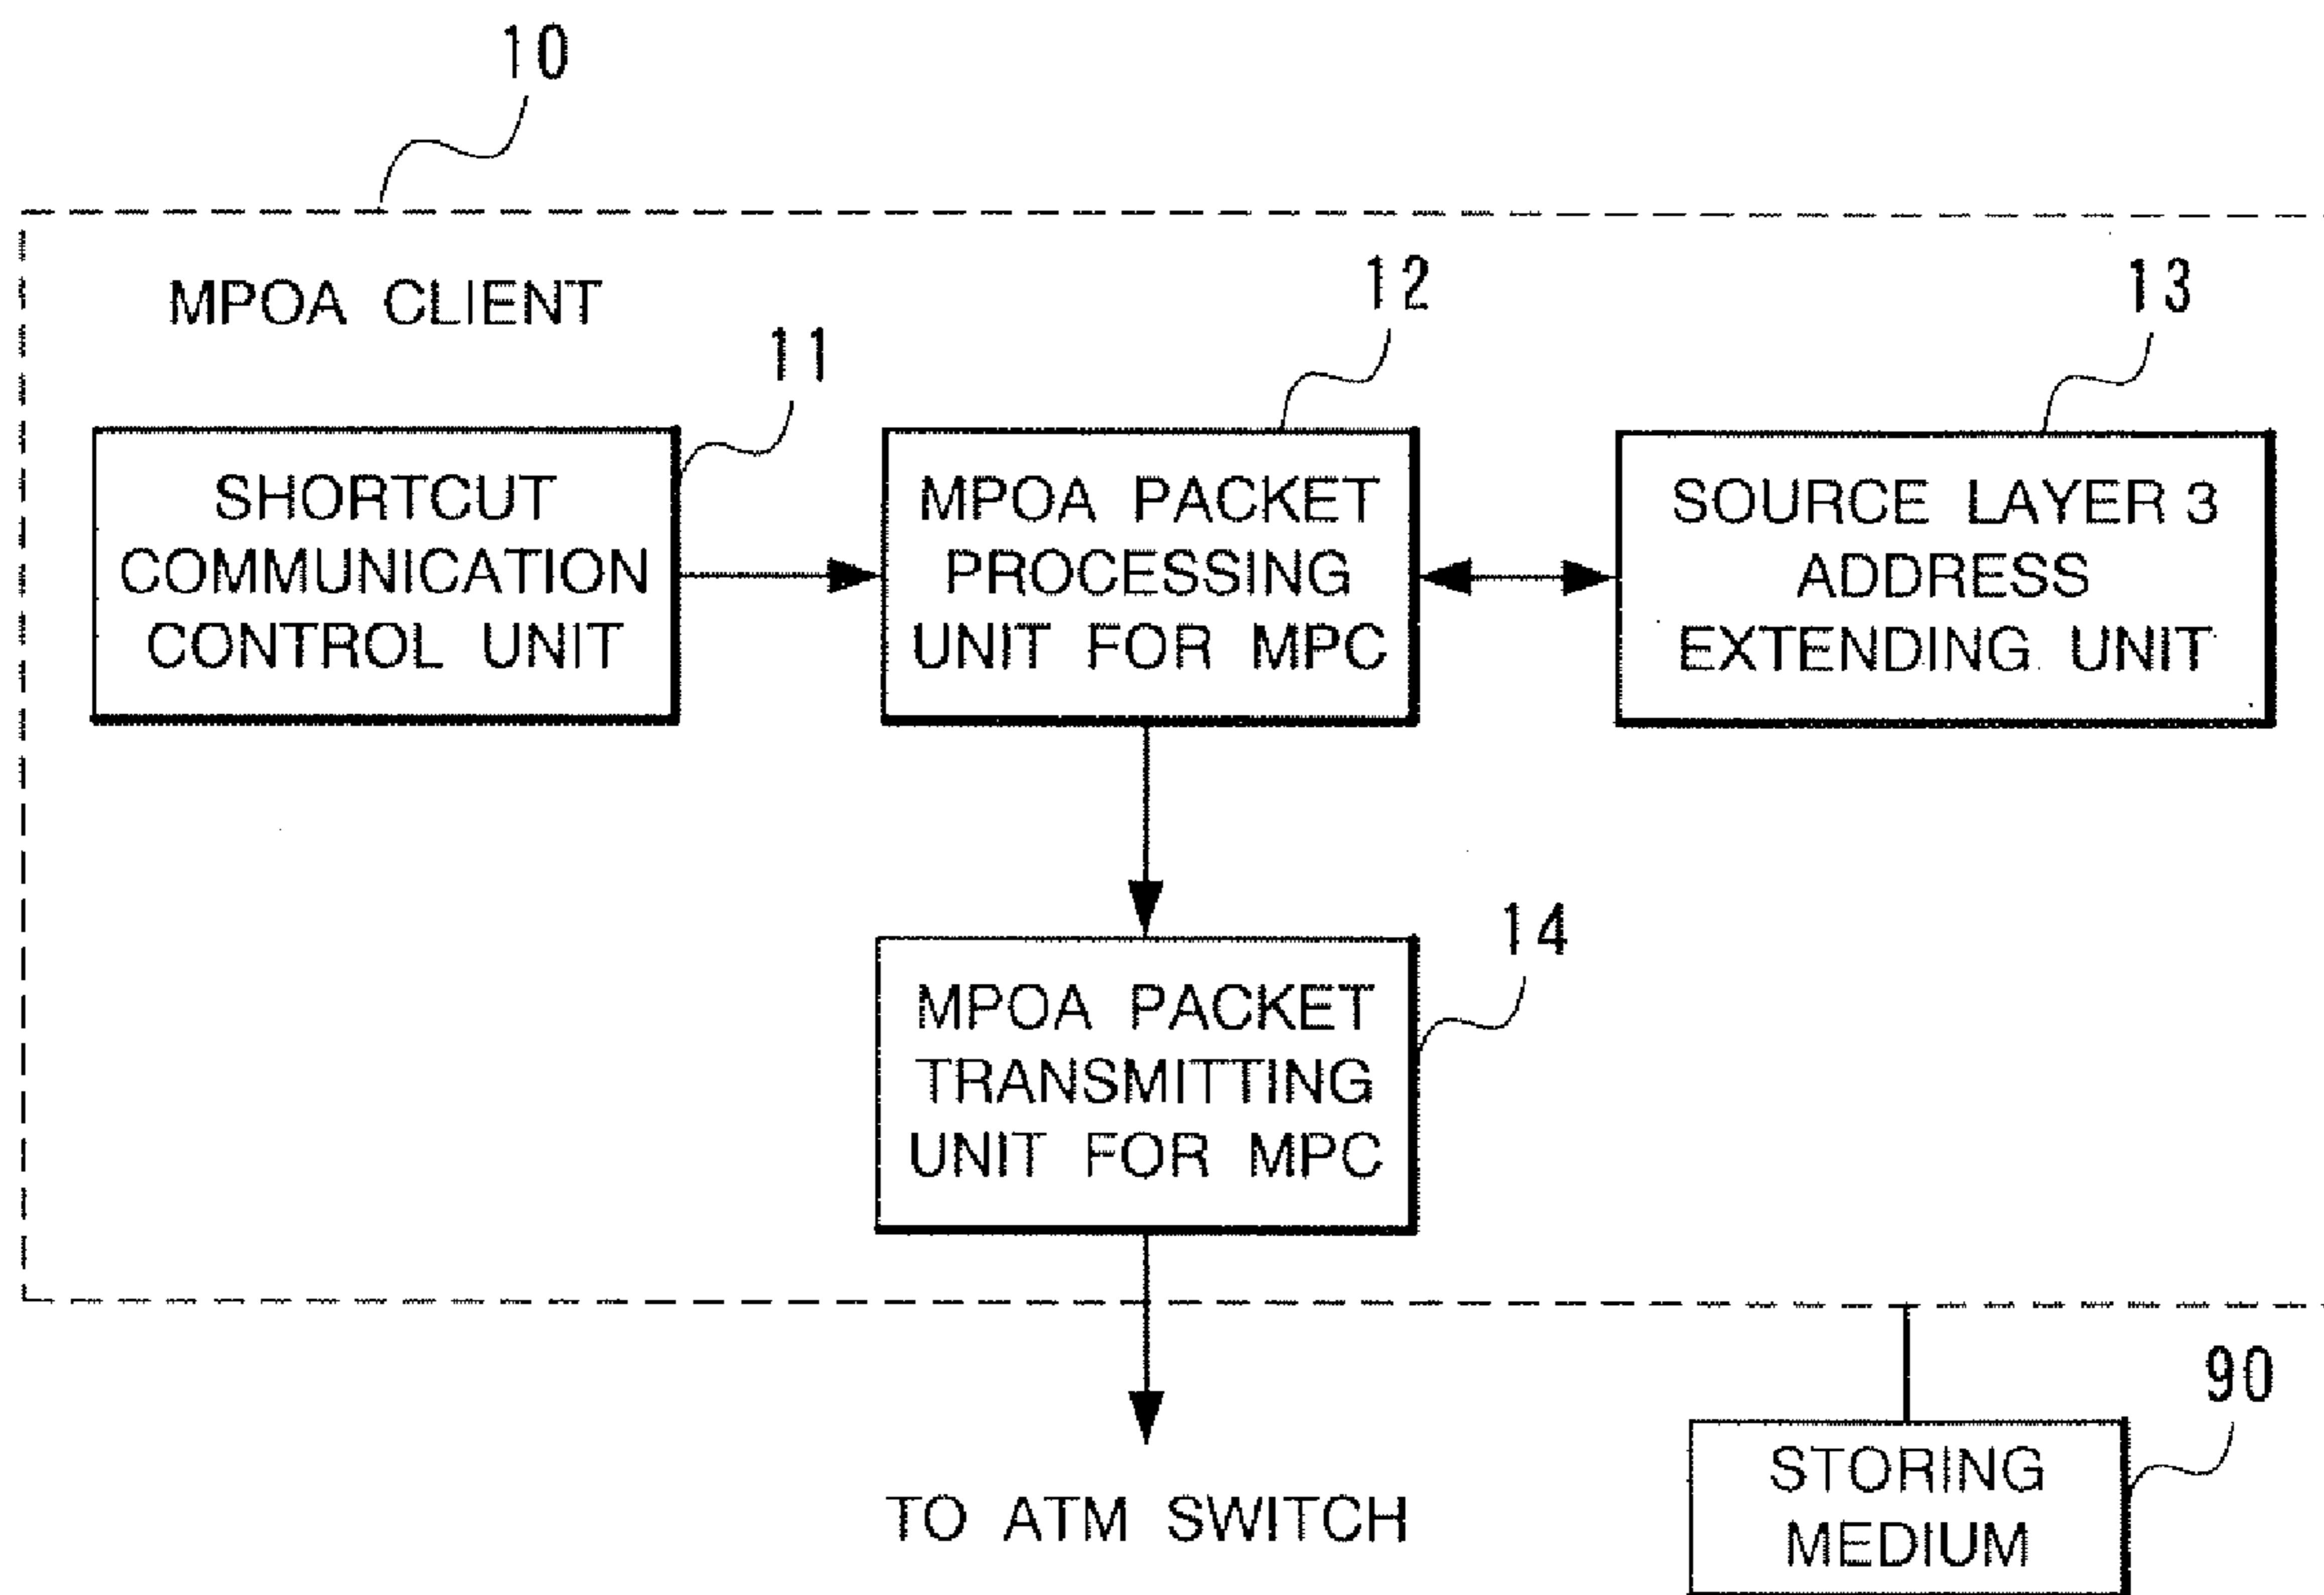 10
MPOA CLIENT
12
13
11
SHORTCUT
COMMUNICATION
CONTROL UNIT
MPOA PACKET
PROCESSING
UNIT FOR MPC
SOURCE LAYER 3
ADDRESS
EXTENDING UNIT
14
MPOA PACKET
TRANSMITTING
UNIT FOR MPC
90
TO ATM SWITCH
STORING
MEDIUM